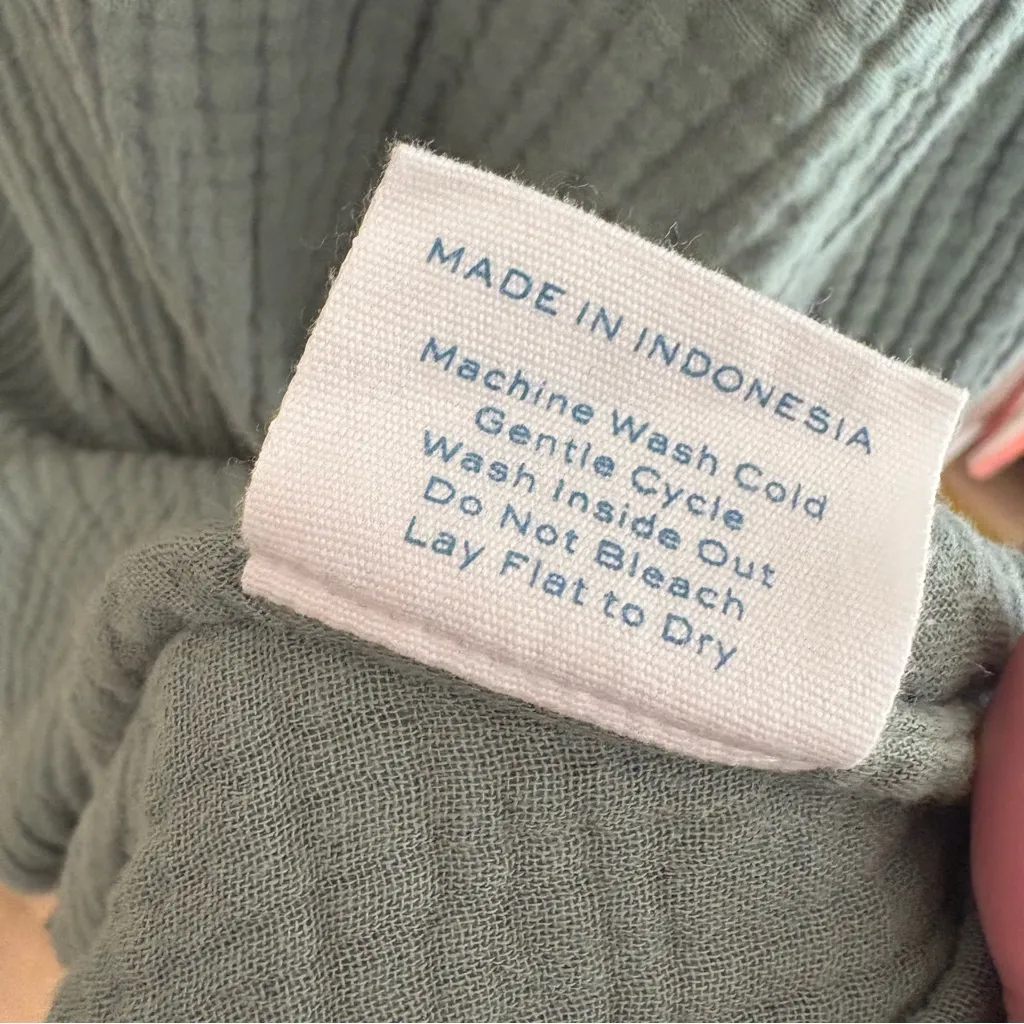 MADE IN INDONESIA
Machine Wash Cold
Gentle Cycle
Wash Inside Out
Do Not Bleach
Lay Flat to Dry